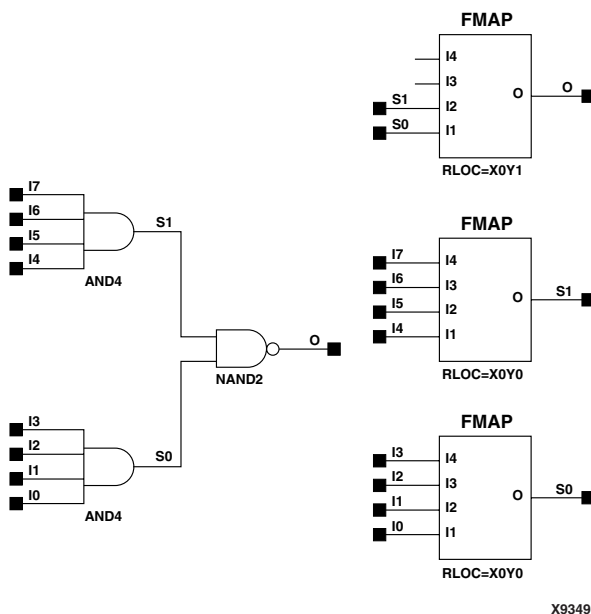 FMAP
I4
I3
S1 I2 O O
S0 I1
RLOC=X0Y1
I7
I6 S1
I5
I4
AND4
FMAP
I7 I4
I6 I3 O S1
I5 I2
I4 I1
RLOC=X0Y0
O
NAND2
I3
I2 S0
I1
I0
AND4
FMAP
I3 I4
I2 I3 O S0
I1 I2
I0 I1
RLOC=X0Y0
X9349